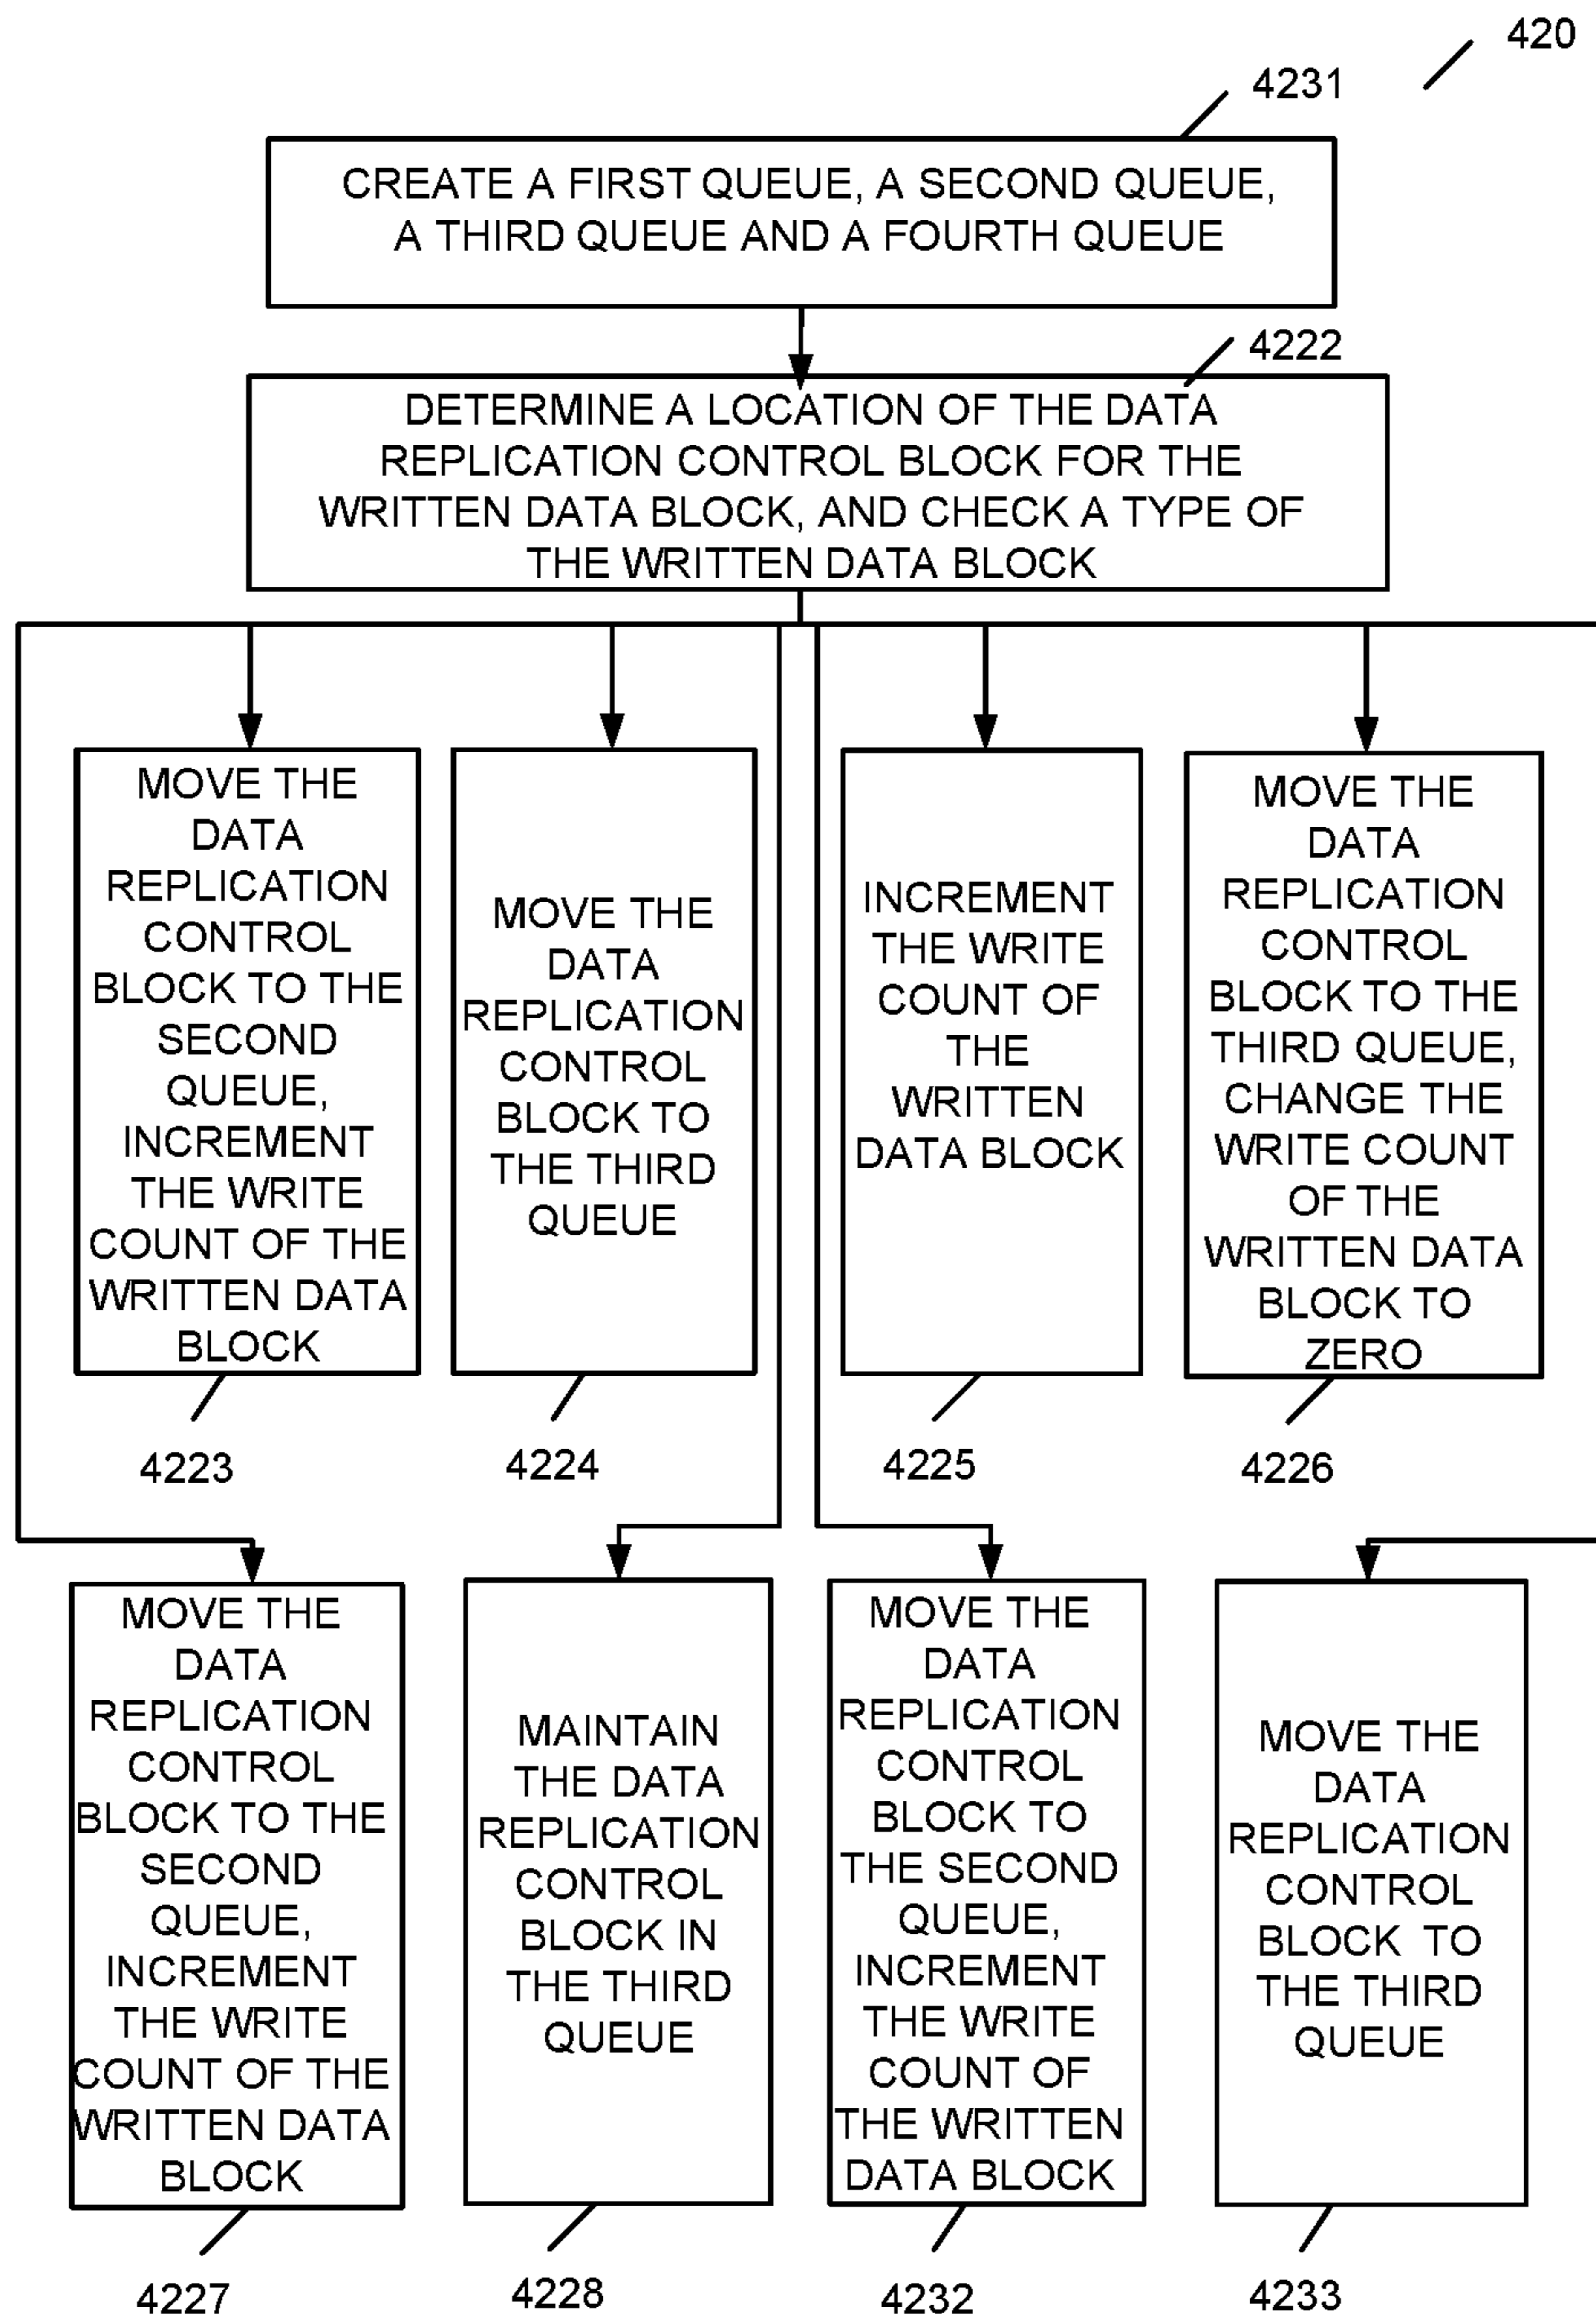 420
4231
CREATE A FIRST QUEUE, A SECOND QUEUE,
A THIRD QUEUE AND A FOURTH QUEUE
4222
DETERMINE A LOCATION OF THE DATA
REPLICATION CONTROL BLOCK FOR THE
WRITTEN DATA BLOCK, AND CHECK A TYPE OF
THE WRITTEN DATA BLOCK
MOVE THE
DATA
REPLICATION
CONTROL
BLOCK TO THE
SECOND
QUEUE,
INCREMENT
THE WRITE
COUNT OF THE
WRITTEN DATA
BLOCK
4223
MOVE THE
DATA
REPLICATION
CONTROL
BLOCK TO
THE THIRD
QUEUE
4224
INCREMENT
THE WRITE
COUNT OF
THE
WRITTEN
DATA BLOCK
4225
MOVE THE
DATA
REPLICATION
CONTROL
BLOCK TO THE
THIRD QUEUE,
CHANGE THE
WRITE COUNT
OF THE
WRITTEN DATA
BLOCK TO
ZERO
4226
MOVE THE
DATA
REPLICATION
CONTROL
BLOCK TO THE
SECOND
QUEUE,
INCREMENT
THE WRITE
COUNT OF THE
WRITTEN DATA
BLOCK
4227
MAINTAIN
THE DATA
REPLICATION
CONTROL
BLOCK IN
THE THIRD
QUEUE
4228
MOVE THE
DATA
REPLICATION
CONTROL
BLOCK TO
THE SECOND
QUEUE,
INCREMENT
THE WRITE
COUNT OF
THE WRITTEN
DATA BLOCK
4232
MOVE THE
DATA
REPLICATION
CONTROL
BLOCK TO
THE THIRD
QUEUE
4233